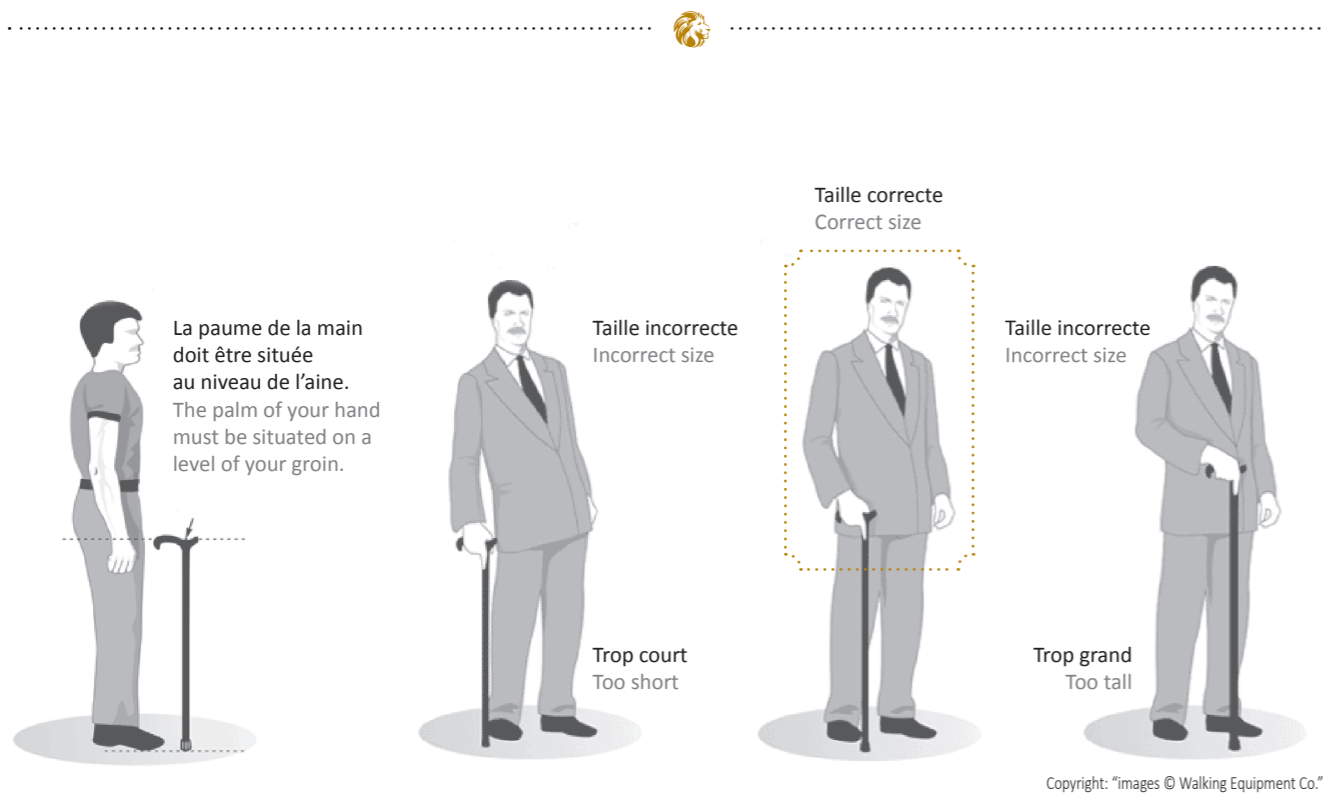 Taille correcte
Correct size
La paume de la main
doit être située
au niveau de l’aine.
The palm of your hand
must be situated on a
level of your groin.
Taille incorrecte
Incorrect size
Taille incorrecte
Incorrect size
Trop court
Too short
Trop grand
Too tall
Copyright: “images © Walking Equipment Co.”